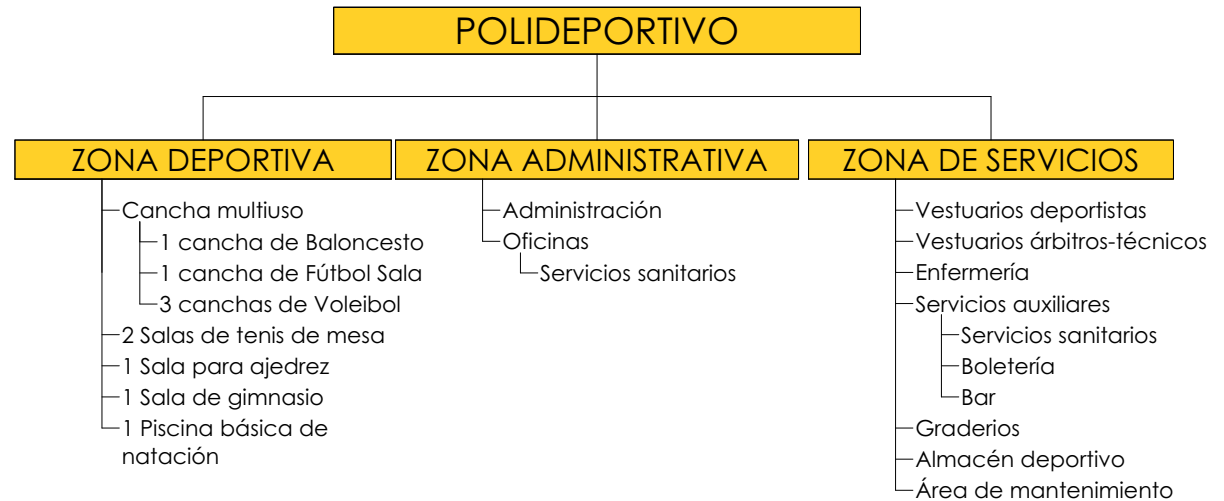 POLIDEPORTIVO
ZONA DEPORTIVA
Cancha multiuso
1 cancha de Baloncesto
1 cancha de Fútbol Sala
3 canchas de Voleibol
2 Salas de tenis de mesa
1 Sala para ajedrez
1 Sala de gimnasio
1 Piscina básica de
natación
ZONA ADMINISTRATIVA
Administración
Oficinas
Servicios sanitarios
ZONA DE SERVICIOS
Vestuarios deportistas
Vestuarios árbitros-técnicos
Enfermería
Servicios auxiliares
Servicios sanitarios
Boletería
Bar
Graderios
Almacén deportivo
Área de mantenimiento